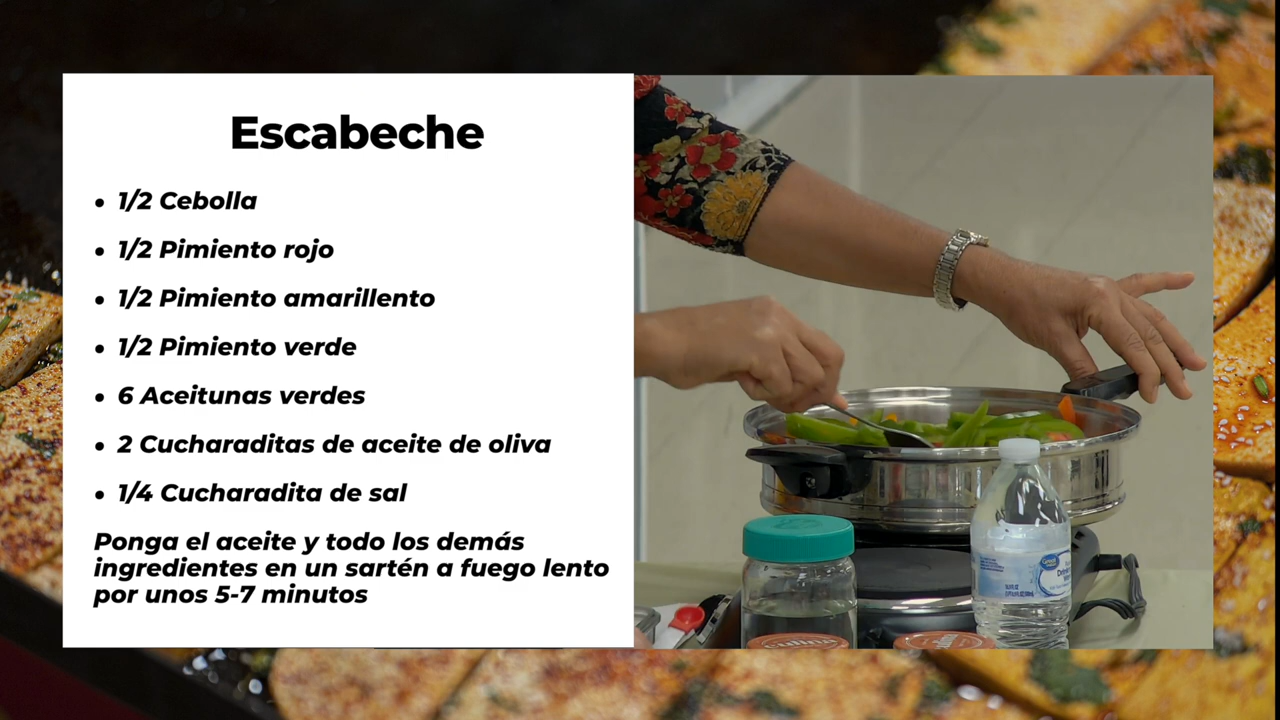 Escabeche
• 1/2 Cebolla
• 1/2 Pimiento rojo
• 1/2 Pimiento amarillento
• 1/2 Pimiento verde
• 6 Aceitunas verdes
• 2 Cucharaditas de aceite de oliva
• 1/4 Cucharadita de sal
Ponga el aceite y todo los demás
ingredientes en un sartén a fuego lento
por unos 5-7 minutos